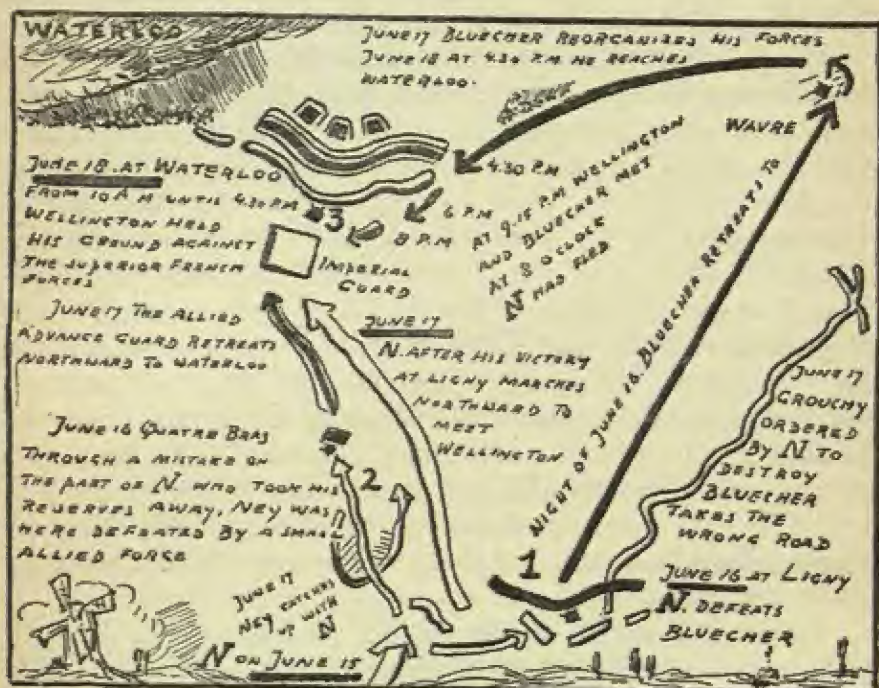 WATERLOO
JUNE 17 BLUECHER REORGANIZES HIS FORCES
JUNE 18 AT 4.30 P.M. HE REACHES
WATERLOO.
WAVRE
4.30 P.M
6 P.M
8 P.M
AT 9-15 P.M WELLINGTON
AND BLUECHER MET
AT 8 O'CLOCK
N HAD FLED
JUNE 18. AT WATERLOO
FROM 10 A M UNTIL 4.30 P.M
WELLINGTON HELD
HIS GROUND AGAINST
THE SUPERIOR FRENCH
FORCES
3
IMPERIAL
GUARD
JUNE 17 THE ALLIED
ADVANCE GUARD RETREATS
NORTHWARD TO WATERLOO
JUNE 17
N. AFTER HIS VICTORY
AT LIGNY MARCHES
NORTHWARD TO
MEET
WELLINGTON
NIGHT OF JUNE 16. BLUECHER RETREATS TO
JUNE 17
GROUCHY
ORDERED
BY N TO
DESTROY
BLUECHER
TAKES THE
WRONG ROAD
JUNE 16 QUATRE BRAS
THROUGH A MISTAKE ON
THE PART OF N. WHO TOOK HIS
RESERVES AWAY, NEY WAS
HERE DEFEATED BY A SMALL
ALLIED FORCE
2
1
JUNE 16 AT LIGNY
N. DEFEATS
BLUECHER
JUNE 17
NEY CATCHES
UP WITH
N
N ON JUNE 15